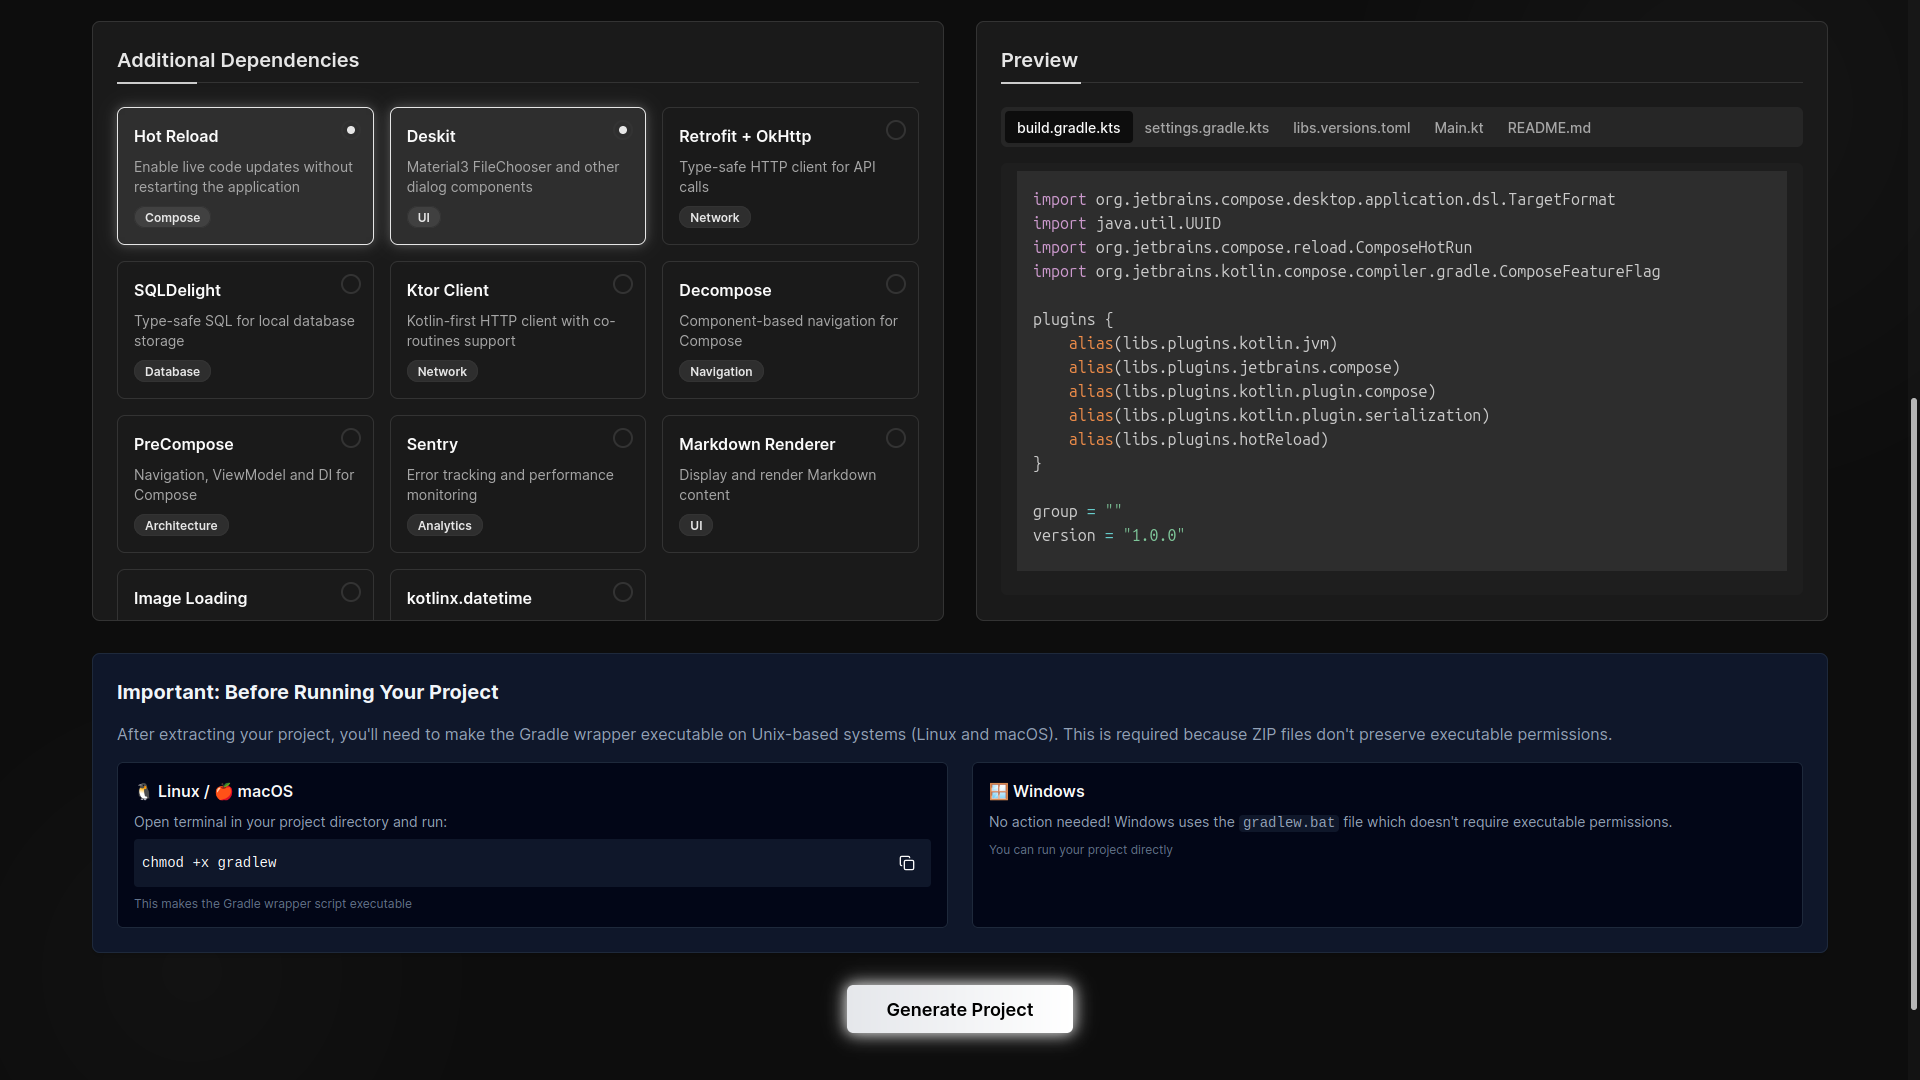 Additional Dependencies
Hot Reload
Enable live code updates without
restarting the application
Compose
Deskit
Material3 FileChooser and other
dialog components
UI
Retrofit + OkHttp
Type-safe HTTP client for API
calls
Network
SQLDelight
Type-safe SQL for local database
storage
Database
Ktor Client
Kotlin-first HTTP client with co-
routines support
Network
Decompose
Component-based navigation for
Compose
Navigation
PreCompose
Navigation, ViewModel and DI for
Compose
Architecture
Sentry
Error tracking and performance
monitoring
Analytics
Markdown Renderer
Display and render Markdown
content
UI
Image Loading
kotlinx.datetime
Preview
build.gradle.kts settings.gradle.kts libs.versions.toml Main.kt README.md
import org.jetbrains.compose.desktop.application.dsl.TargetFormat
import java.util.UUID
import org.jetbrains.compose.reload.ComposeHotRun
import org.jetbrains.kotlin.compose.compiler.gradle.ComposeFeatureFlag
plugins {
    alias(libs.plugins.kotlin.jvm)
    alias(libs.plugins.jetbrains.compose)
    alias(libs.plugins.kotlin.plugin.compose)
    alias(libs.plugins.kotlin.plugin.serialization)
    alias(libs.plugins.hotReload)
}
group = ""
version = "1.0.0"
Important: Before Running Your Project
After extracting your project, you'll need to make the Gradle wrapper executable on Unix-based systems (Linux and macOS). This is required because ZIP files don't preserve executable permissions.
🐧 Linux / 🍎 macOS
Open terminal in your project directory and run:
chmod +x gradlew
This makes the Gradle wrapper script executable
🪟 Windows
No action needed! Windows uses the gradlew.bat file which doesn't require executable permissions.
You can run your project directly
Generate Project